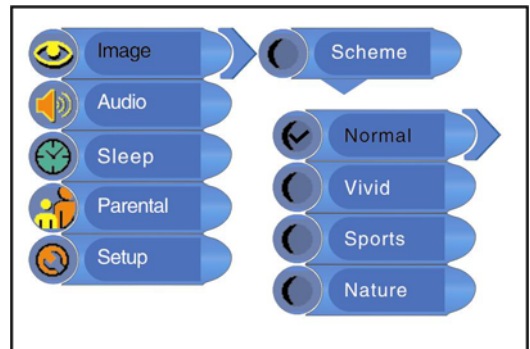 Image
Audio
Sleep
Parental
Setup
Scheme
Normal
Vivid
Sports
Nature